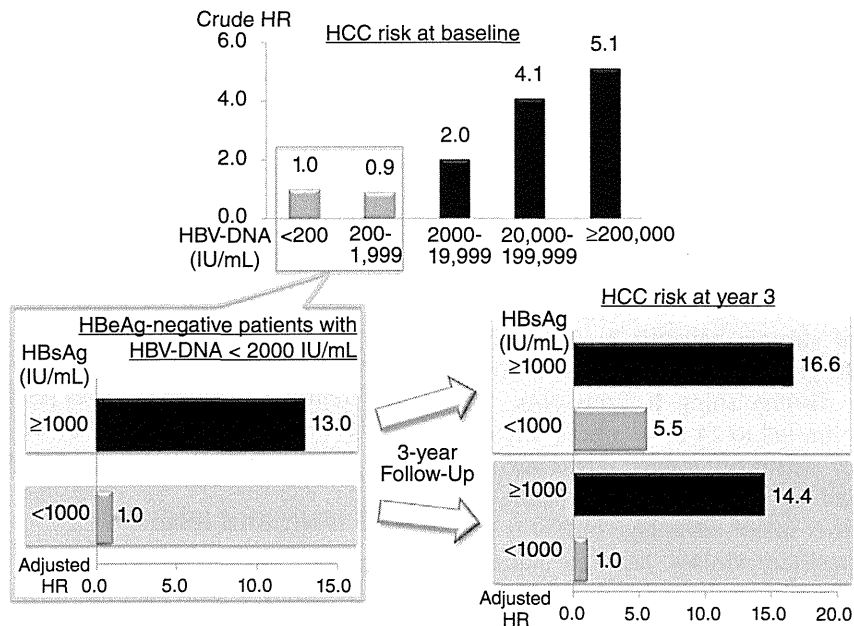 Crude HR
HCC risk at baseline
6.0
4.0
2.0
0.0
1.0
0.9
2.0
4.1
5.1
HBV-DNA
(IU/mL)
<200
200-
1,999
2000-
19,999
20,000-
199,999
≥200,000
HBeAg-negative patients with
HBV-DNA < 2000 IU/mL
HBsAg
(IU/mL)
≥1000
13.0
<1000
1.0
Adjusted
HR
0.0
5.0
10.0
15.0
3-year
Follow-Up
HCC risk at year 3
HBsAg
(IU/mL)
≥1000
16.6
<1000
5.5
≥1000
14.4
<1000
1.0
Adjusted
HR
0.0
5.0
10.0
15.0
20.0